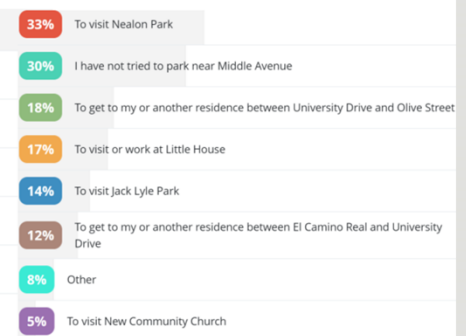 33% To visit Nealon Park
30% I have not tried to park near Middle Avenue
18% To get to my or another residence between University Drive and Olive Street
17% To visit or work at Little House
14% To visit Jack Lyle Park
12% To get to my or another residence between El Camino Real and University
Drive
8% Other
5% To visit New Community Church